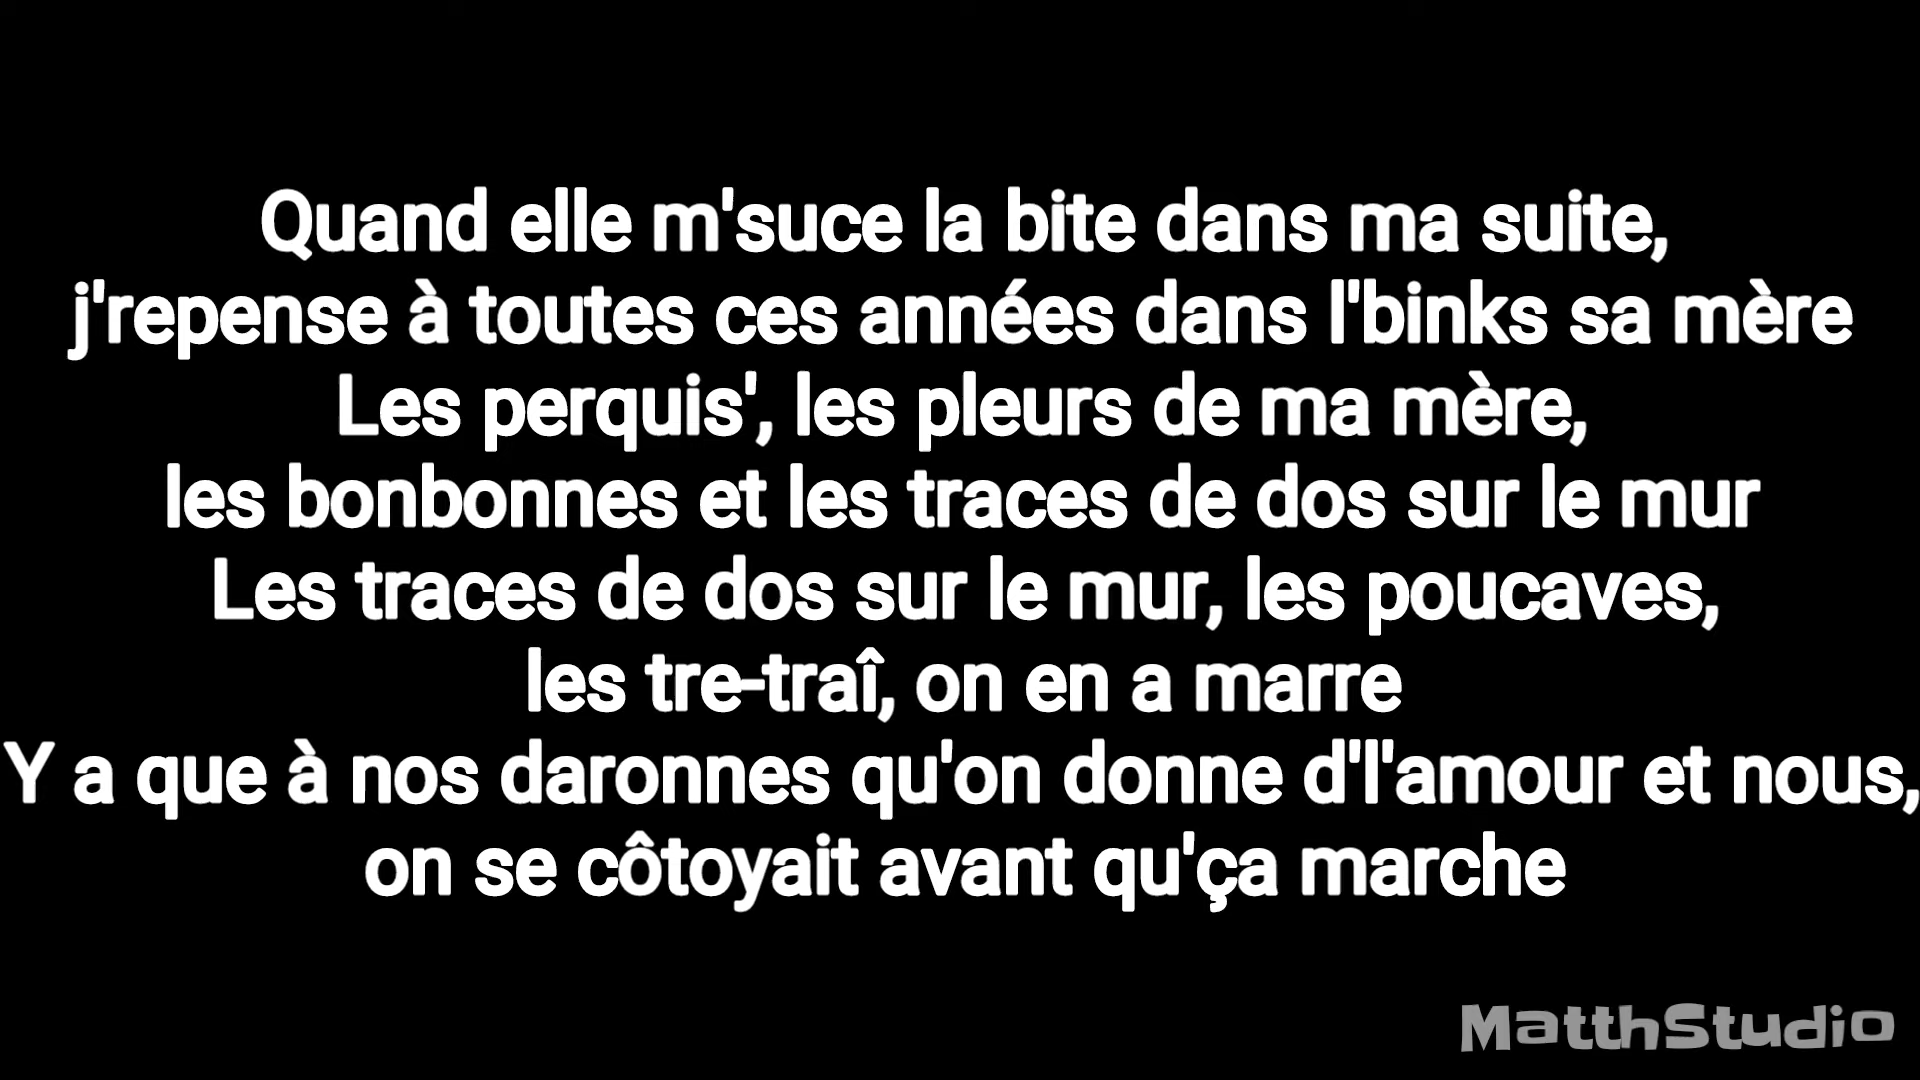 Quand elle m'suce la bite dans ma suite,
j'repense à toutes ces années dans l'binks sa mère
Les perquis', les pleurs de ma mère,
les bonbonnes et les traces de dos sur le mur
Les traces de dos sur le mur, les poucaves,
les tre-traî, on en a marre
Y a que à nos daronnes qu'on donne d'l'amour et nous,
on se côtoyait avant qu'ça marche
MatthStudio